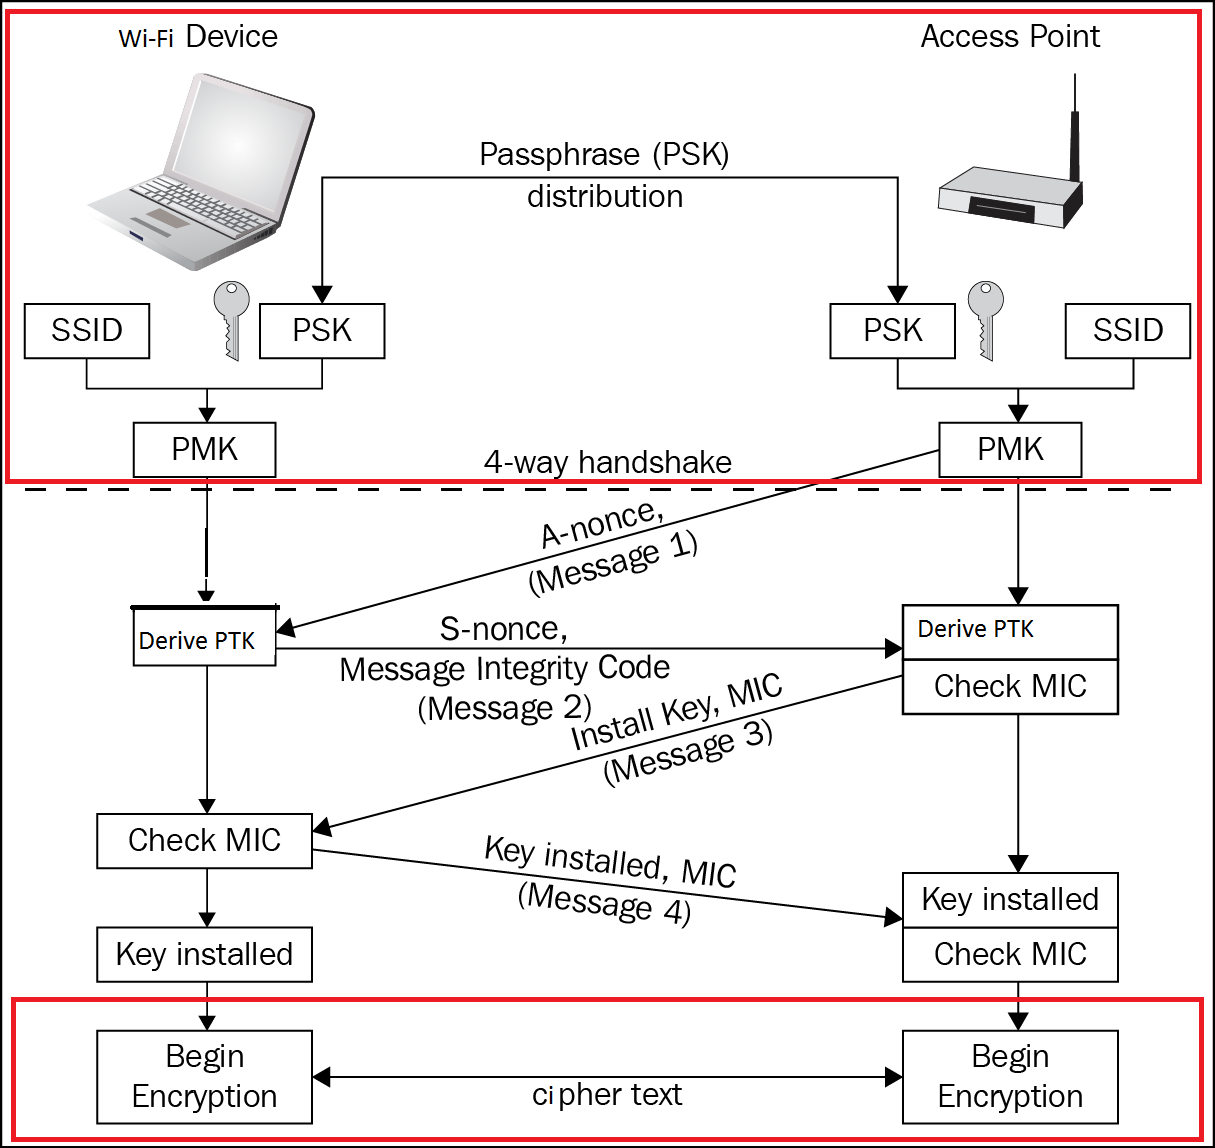 Wi-Fi Device
Access Point
Passphrase (PSK)
distribution
SSID
PSK
PSK
SSID
PMK
PMK
4-way handshake
A-nonce,
(Message 1)
Derive PTK
S-nonce,
Message Integrity Code
(Message 2)
Derive PTK
Check MIC
Install Key, MIC
(Message 3)
Check MIC
Key installed, MIC
(Message 4)
Key installed
Check MIC
Key installed
Begin
Encryption
cipher text
Begin
Encryption